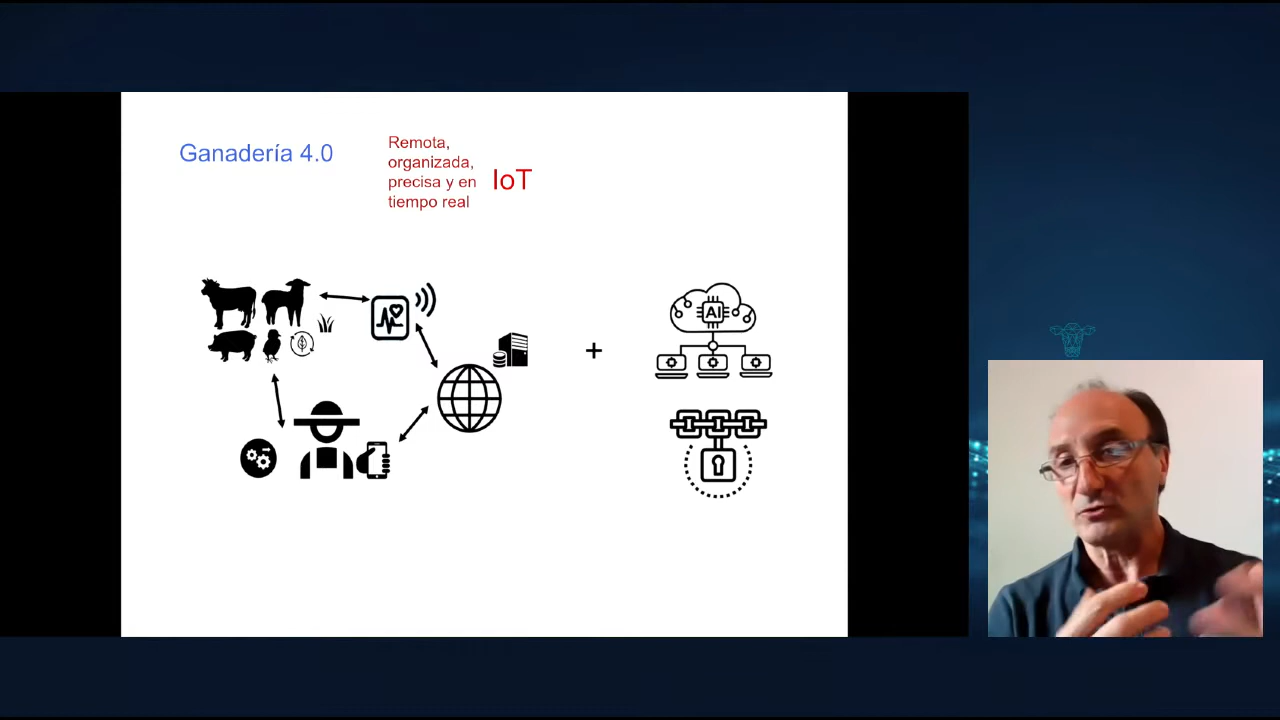 Ganadería 4.0
Remota,
organizada,
precisa y en
tiempo real
IoT
+
AI